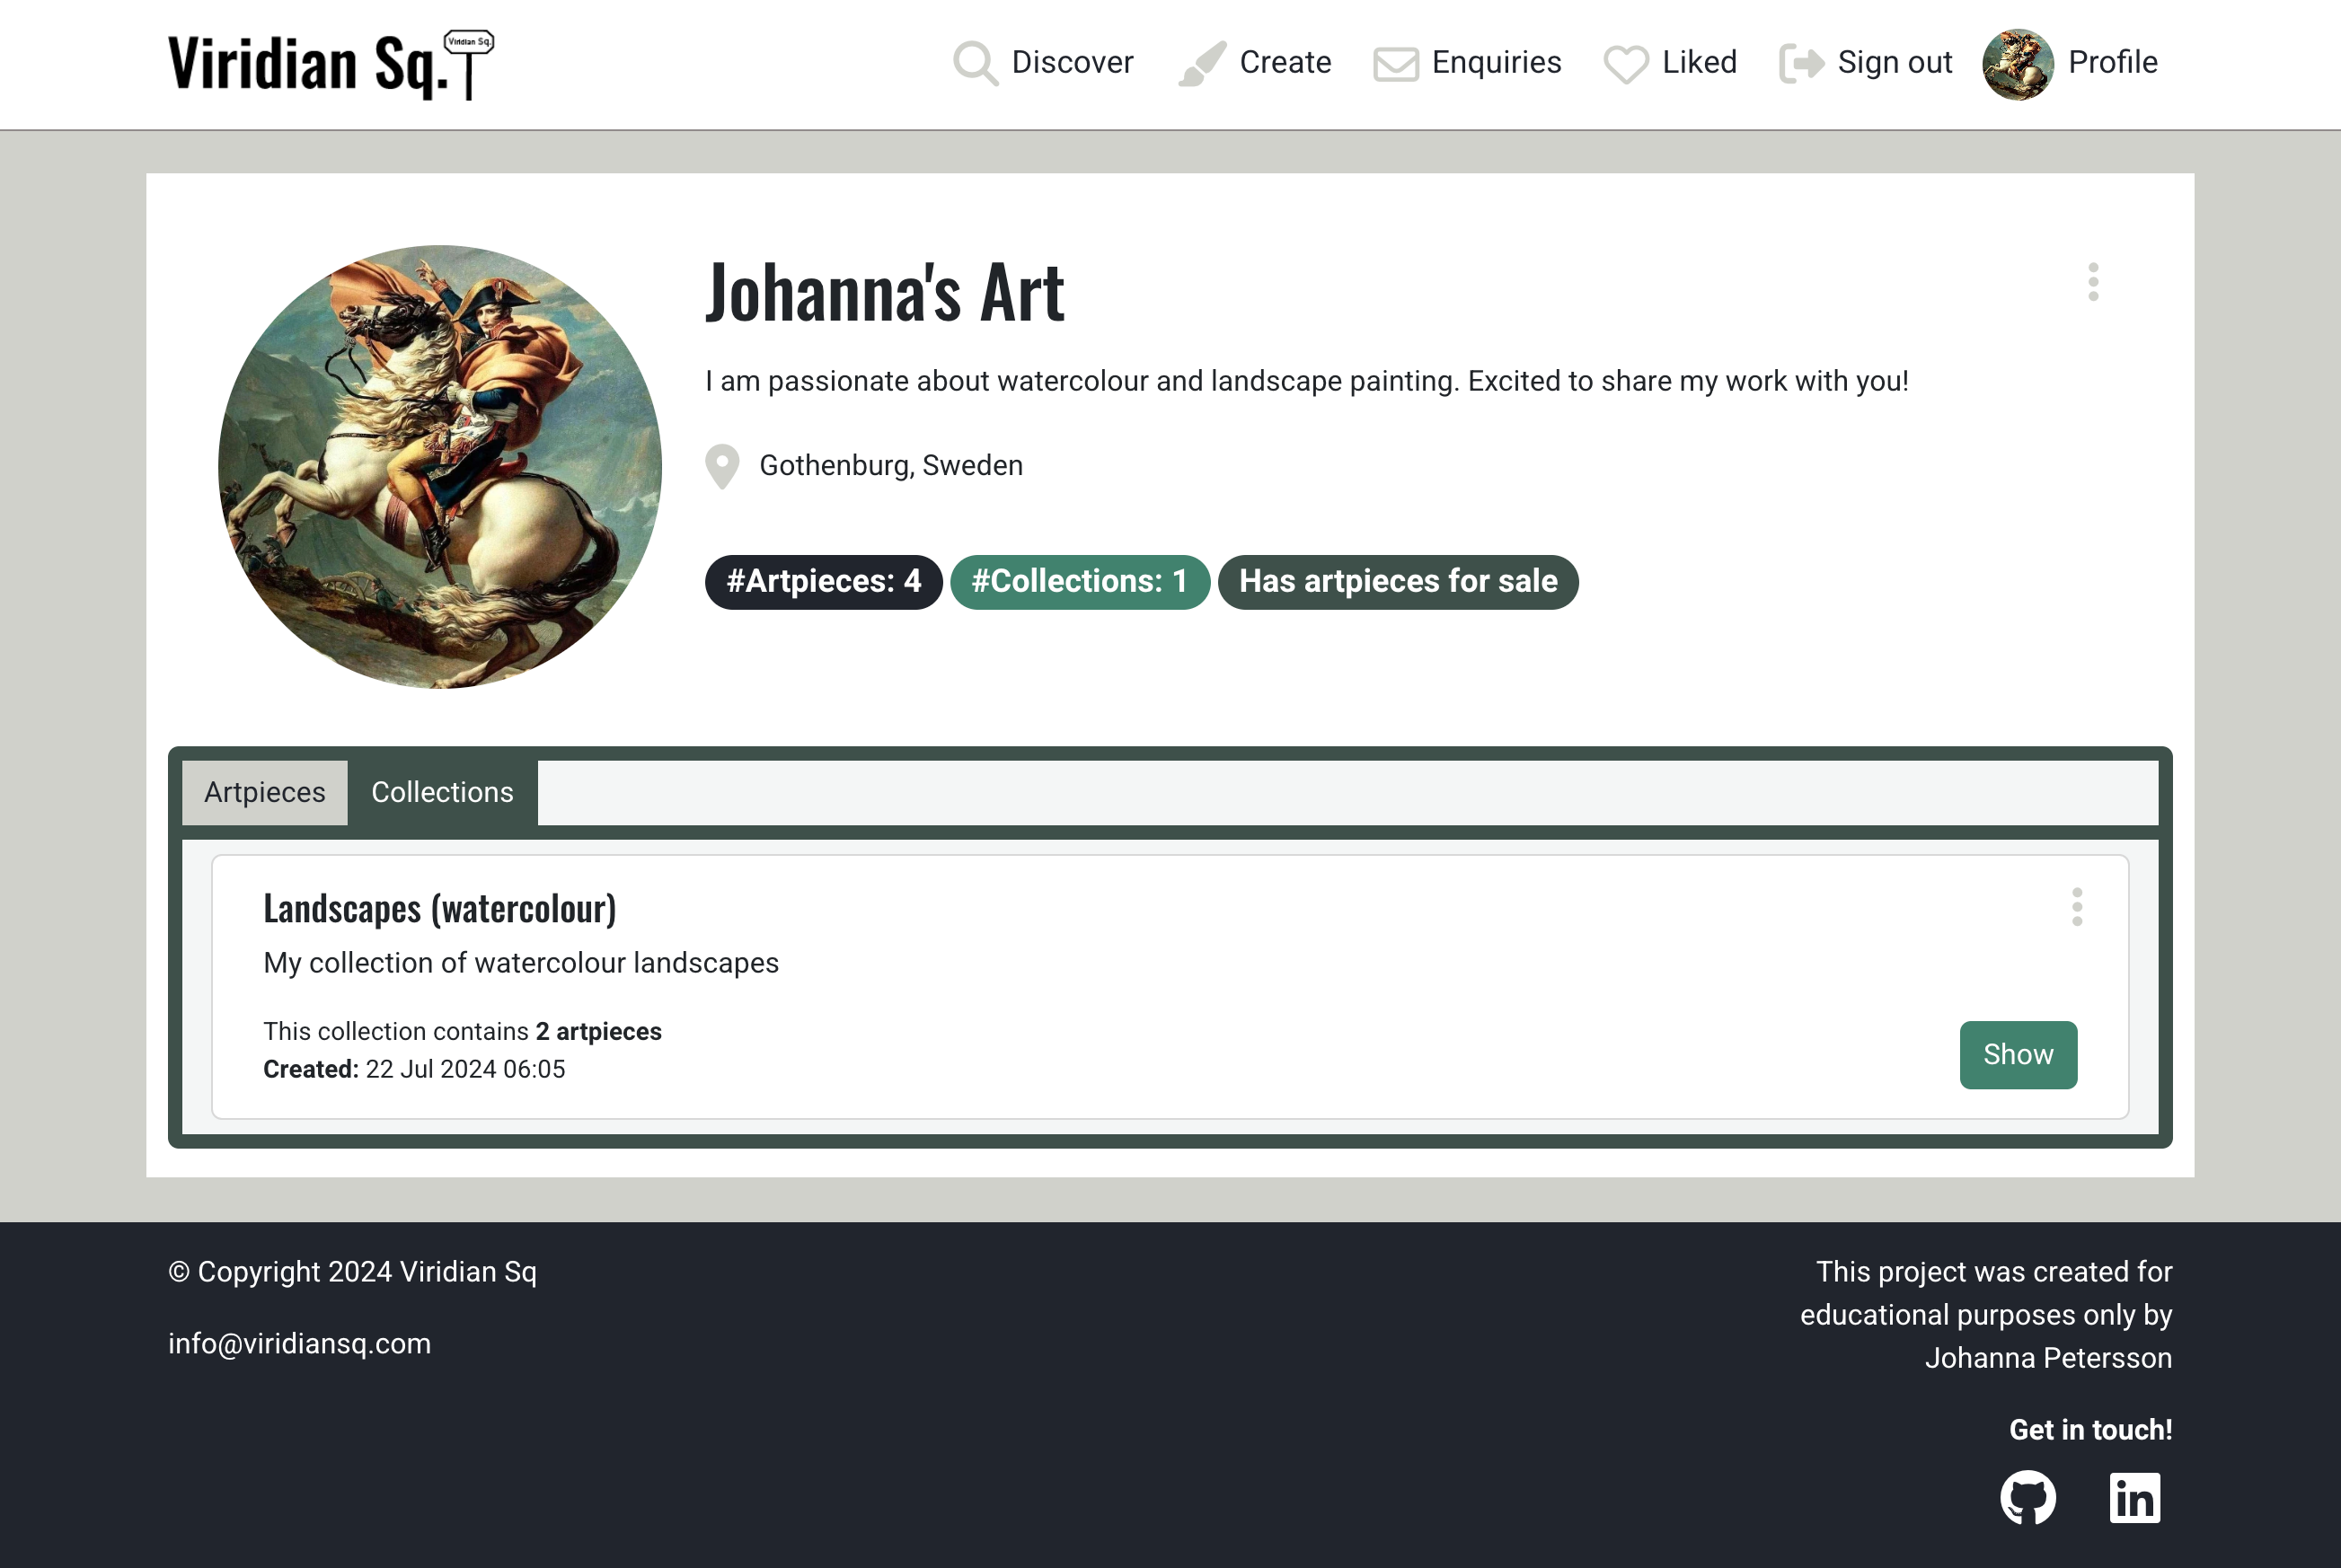 Viridian Sq.
Viridian Sq.
Discover
Create
Enquiries
Liked
Sign out
Profile
Johanna's Art
I am passionate about watercolour and landscape painting. Excited to share my work with you!
Gothenburg, Sweden
#Artpieces: 4
#Collections: 1
Has artpieces for sale
Artpieces
Collections
Landscapes (watercolour)
My collection of watercolour landscapes
This collection contains 2 artpieces
Created: 22 Jul 2024 06:05
Show
© Copyright 2024 Viridian Sq
info@viridiansq.com
This project was created for
educational purposes only by
Johanna Petersson
Get in touch!
in